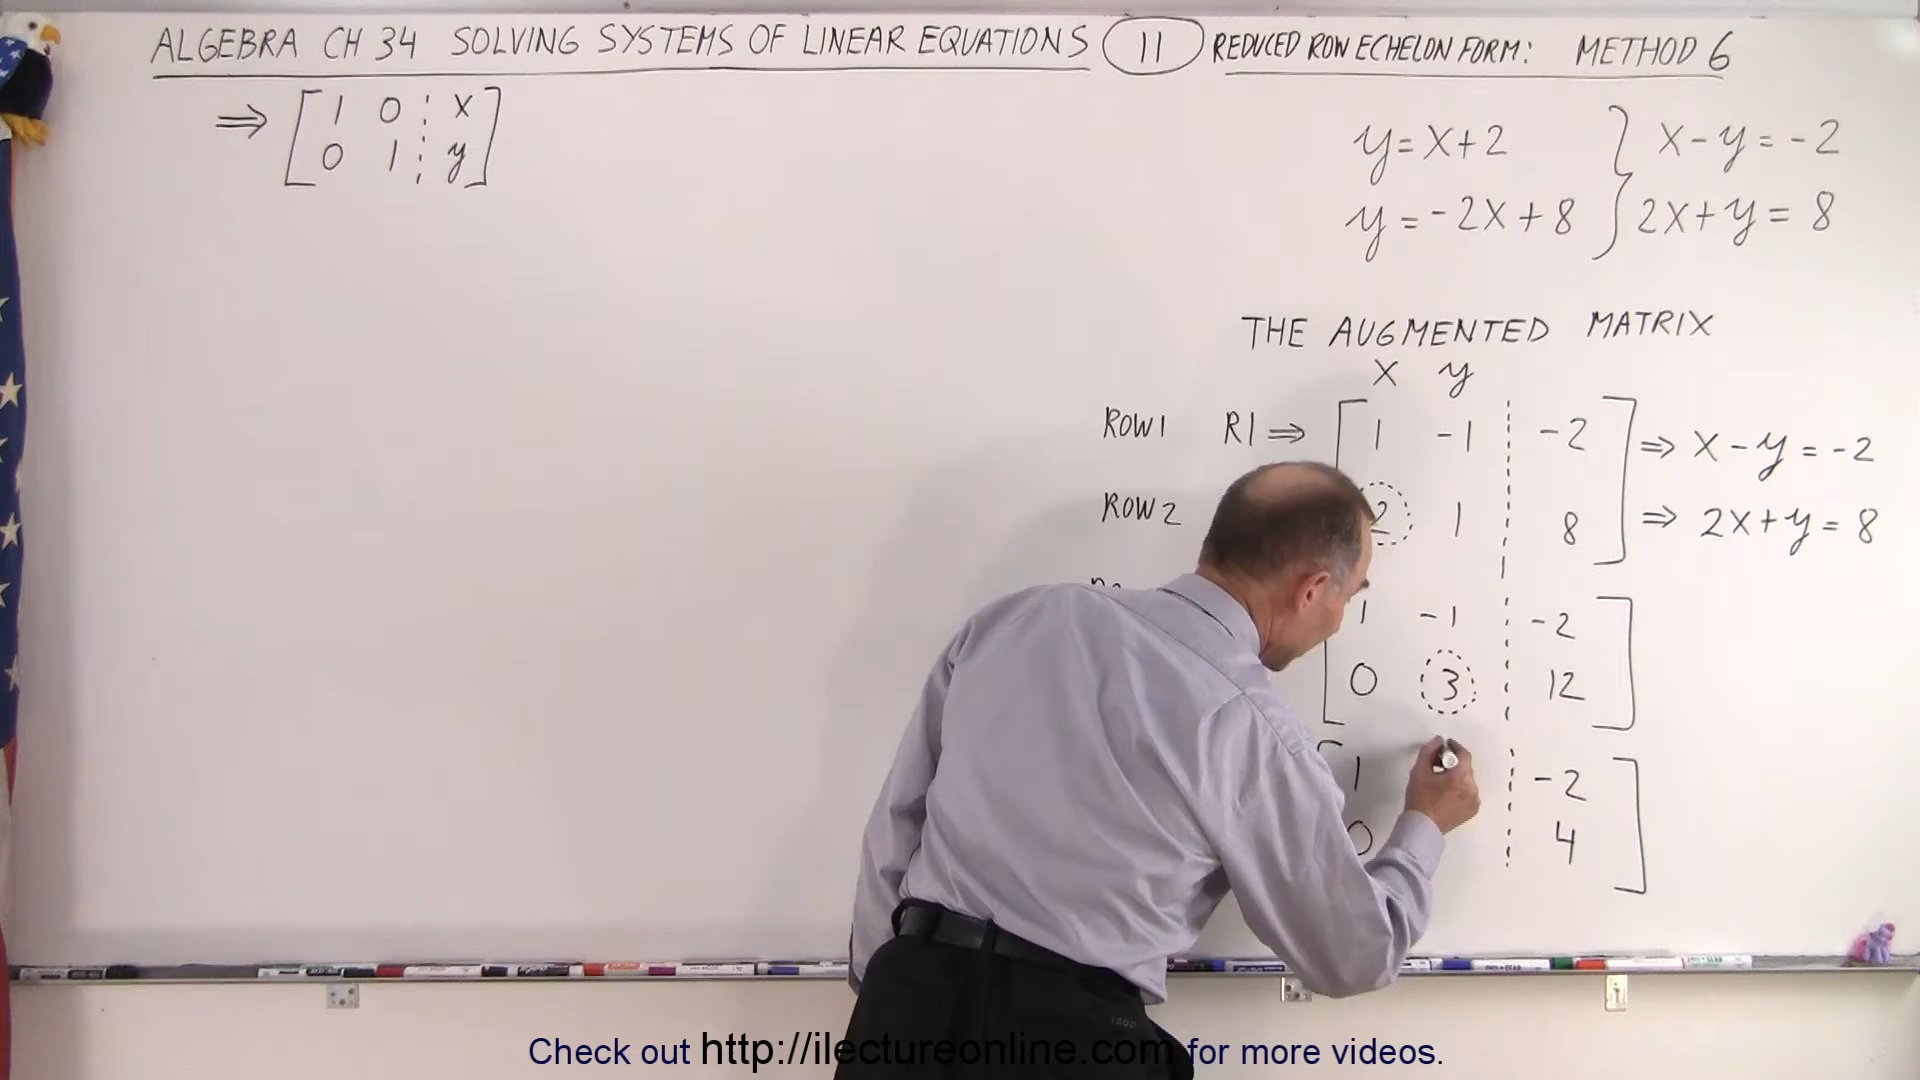 ALGEBRA CH 34 SOLVING SYSTEMS OF LINEAR EQUATIONS 11 REDUCED ROW ECHELON FORM: METHOD 6
⇒ [ 1 0 ⋮ x ]
[ 0 1 ⋮ y ]
y = x + 2 } x - y = -2
y = -2x + 8 } 2x + y = 8
THE AUGMENTED MATRIX
x y
ROW 1 R1 ⇒ [ 1 -1 ⋮ -2 ] ⇒ x - y = -2
ROW 2 2 1 ⋮ 8 ] ⇒ 2x + y = 8
1 -1 ⋮ -2 ]
[ 0 3 ⋮ 12 ]
[ 1 ⋮ -2 ]
0 ⋮ 4 ]
IZOD
Check out http://ilectureonline.com for more videos.